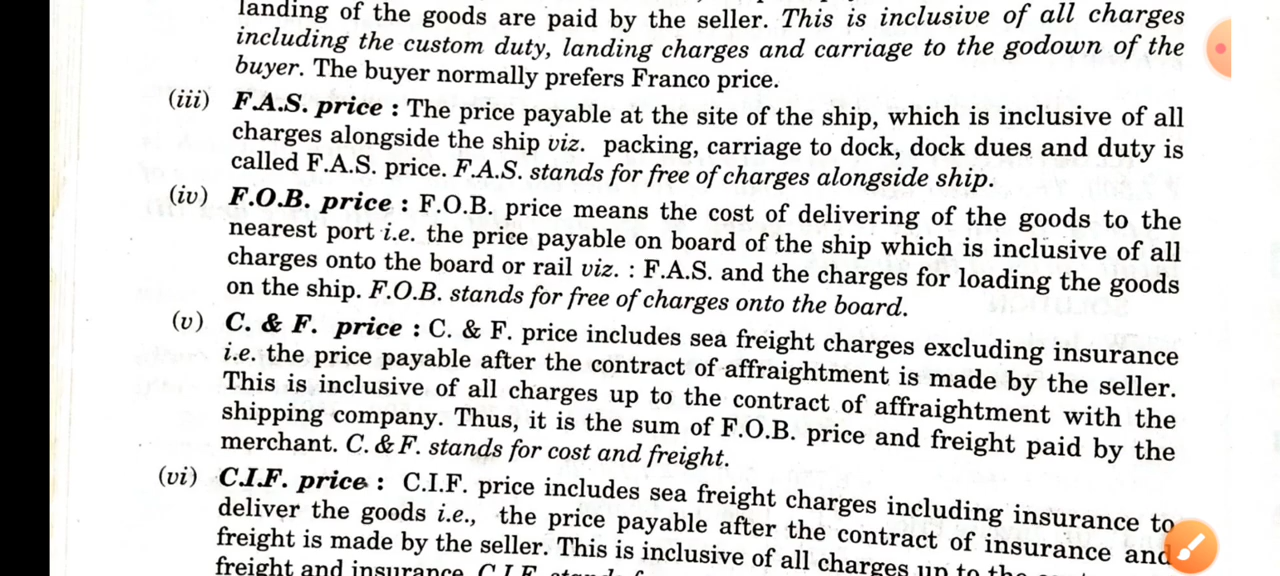 landing of the goods are paid by the seller. This is inclusive of all charges
including the custom duty, landing charges and carriage to the godown of the
buyer. The buyer normally prefers Franco price.
(iii) F.A.S. price : The price payable at the site of the ship, which is inclusive of all
charges alongside the ship viz. packing, carriage to dock, dock dues and duty is
called F.A.S. price. F.A.S. stands for free of charges alongside ship.
(iv) F.O.B. price : F.O.B. price means the cost of delivering of the goods to the
nearest port i.e. the price payable on board of the ship which is inclusive of all
charges onto the board or rail viz. : F.A.S. and the charges for loading the goods
on the ship. F.O.B. stands for free of charges onto the board.
(v) C. & F. price : C. & F. price includes sea freight charges excluding insurance
i.e. the price payable after the contract of affraightment is made by the seller.
This is inclusive of all charges up to the contract of affraightment with the
shipping company. Thus, it is the sum of F.O.B. price and freight paid by the
merchant. C. & F. stands for cost and freight.
(vi) C.I.F. price : C.I.F. price includes sea freight charges including insurance to
deliver the goods i.e., the price payable after the contract of insurance and
freight is made by the seller. This is inclusive of all charges up to the
freight and insurance C.I.F.